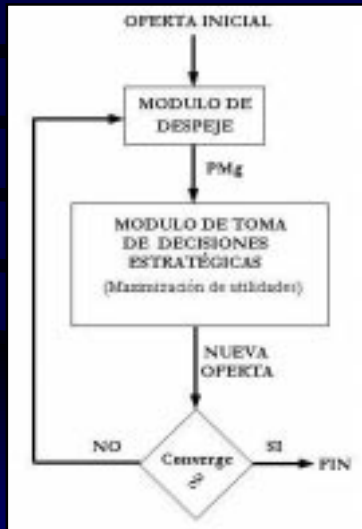 OFERTA INICIAL
MODULO DE
DESPEJE
PMg
MODULO DE TOMA
DE DECISIONES
ESTRATÉGICAS
(Maximización de utilidades)
NUEVA
OFERTA
NO
Converge
?
SI
FIN